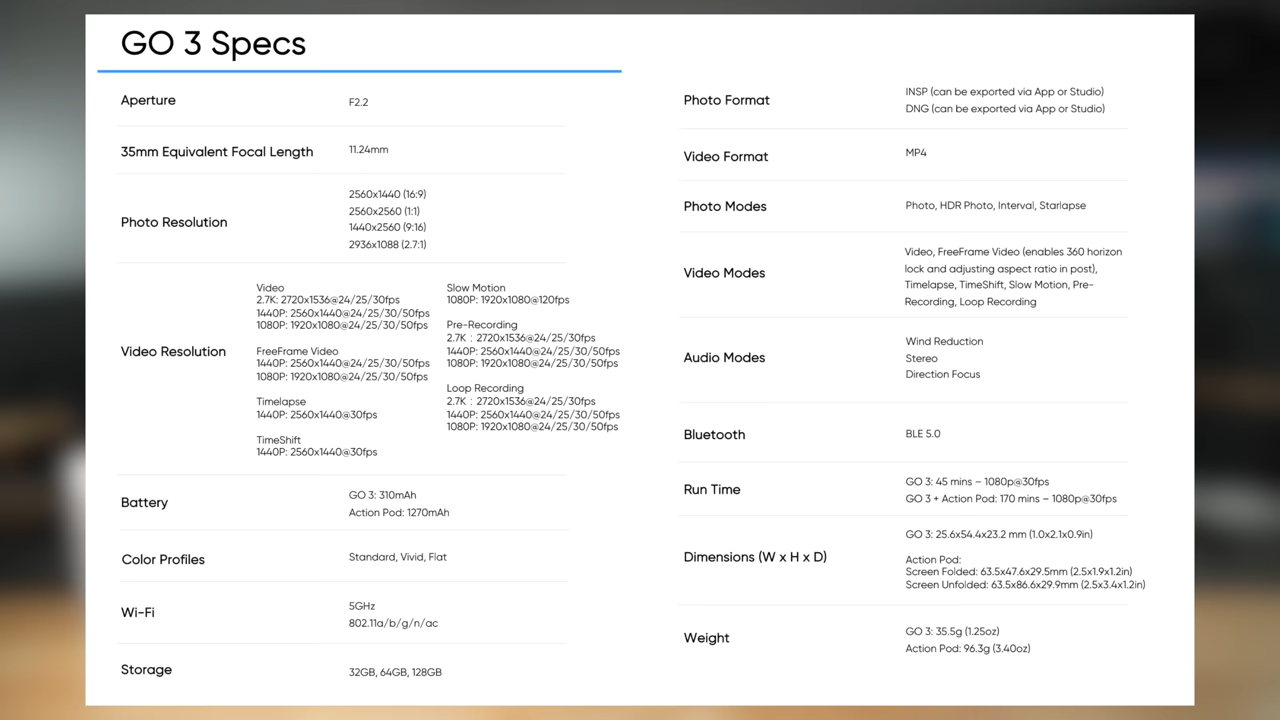 GO 3 Specs
Aperture
F2.2
35mm Equivalent Focal Length
11.24mm
Photo Resolution
2560x1440 (16:9)
2560x2560 (1:1)
1440x2560 (9:16)
2936x1088 (2.7:1)
Video Resolution
Video
2.7K: 2720x1536@24/25/30fps
1440P: 2560x1440@24/25/30/50fps
1080P: 1920x1080@24/25/30/50fps
FreeFrame Video
1440P: 2560x1440@24/25/30/50fps
1080P: 1920x1080@24/25/30/50fps
Timelapse
1440P: 2560x1440@30fps
TimeShift
1440P: 2560x1440@30fps
Slow Motion
1080P: 1920x1080@120fps
Pre-Recording
2.7K : 2720x1536@24/25/30fps
1440P: 2560x1440@24/25/30/50fps
1080P: 1920x1080@24/25/30/50fps
Loop Recording
2.7K : 2720x1536@24/25/30fps
1440P: 2560x1440@24/25/30/50fps
1080P: 1920x1080@24/25/30/50fps
Battery
GO 3: 310mAh
Action Pod: 1270mAh
Color Profiles
Standard, Vivid, Flat
Wi-Fi
5GHz
802.11a/b/g/n/ac
Storage
32GB, 64GB, 128GB
Photo Format
INSP (can be exported via App or Studio)
DNG (can be exported via App or Studio)
Video Format
MP4
Photo Modes
Photo, HDR Photo, Interval, Starlapse
Video Modes
Video, FreeFrame Video (enables 360 horizon
lock and adjusting aspect ratio in post),
Timelapse, TimeShift, Slow Motion, Pre-
Recording, Loop Recording
Audio Modes
Wind Reduction
Stereo
Direction Focus
Bluetooth
BLE 5.0
Run Time
GO 3: 45 mins – 1080p@30fps
GO 3 + Action Pod: 170 mins – 1080p@30fps
Dimensions (W x H x D)
GO 3: 25.6x54.4x23.2 mm (1.0x2.1x0.9in)
Action Pod:
Screen Folded: 63.5x47.6x29.5mm (2.5x1.9x1.2in)
Screen Unfolded: 63.5x86.6x29.9mm (2.5x3.4x1.2in)
Weight
GO 3: 35.5g (1.25oz)
Action Pod: 96.3g (3.40oz)